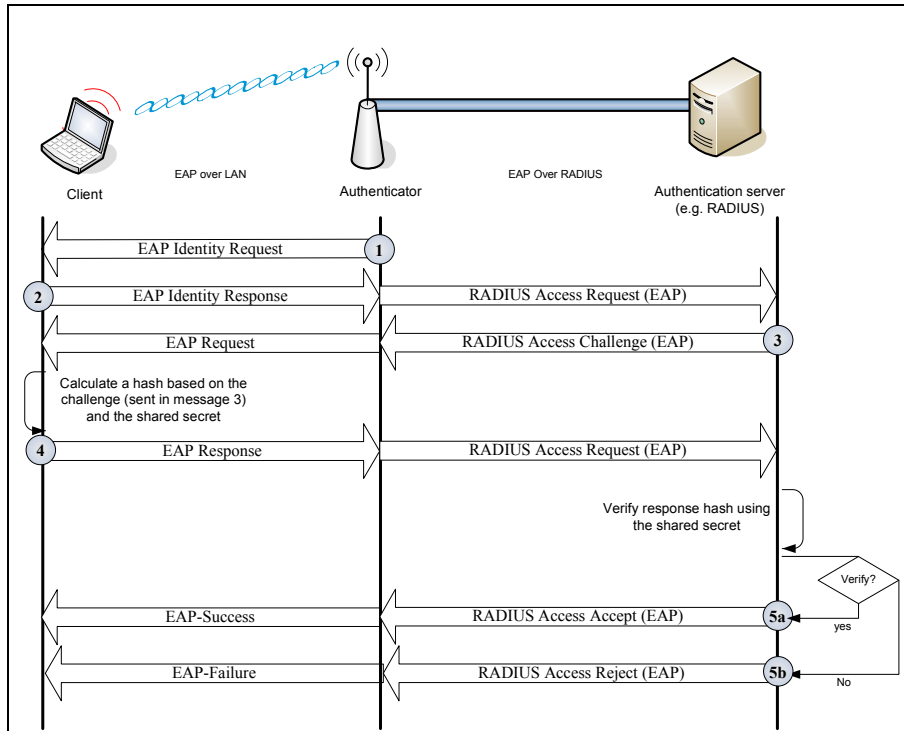 EAP over LAN
EAP Over RADIUS
Client
Authenticator
Authentication server
(e.g. RADIUS)
EAP Identity Request
1
2
EAP Identity Response
RADIUS Access Request (EAP)
EAP Request
RADIUS Access Challenge (EAP)
3
Calculate a hash based on the
challenge (sent in message 3)
and the shared secret
4
EAP Response
RADIUS Access Request (EAP)
Verify response hash using
the shared secret
Verify?
EAP-Success
RADIUS Access Accept (EAP)
5a
yes
EAP-Failure
RADIUS Access Reject (EAP)
5b
No